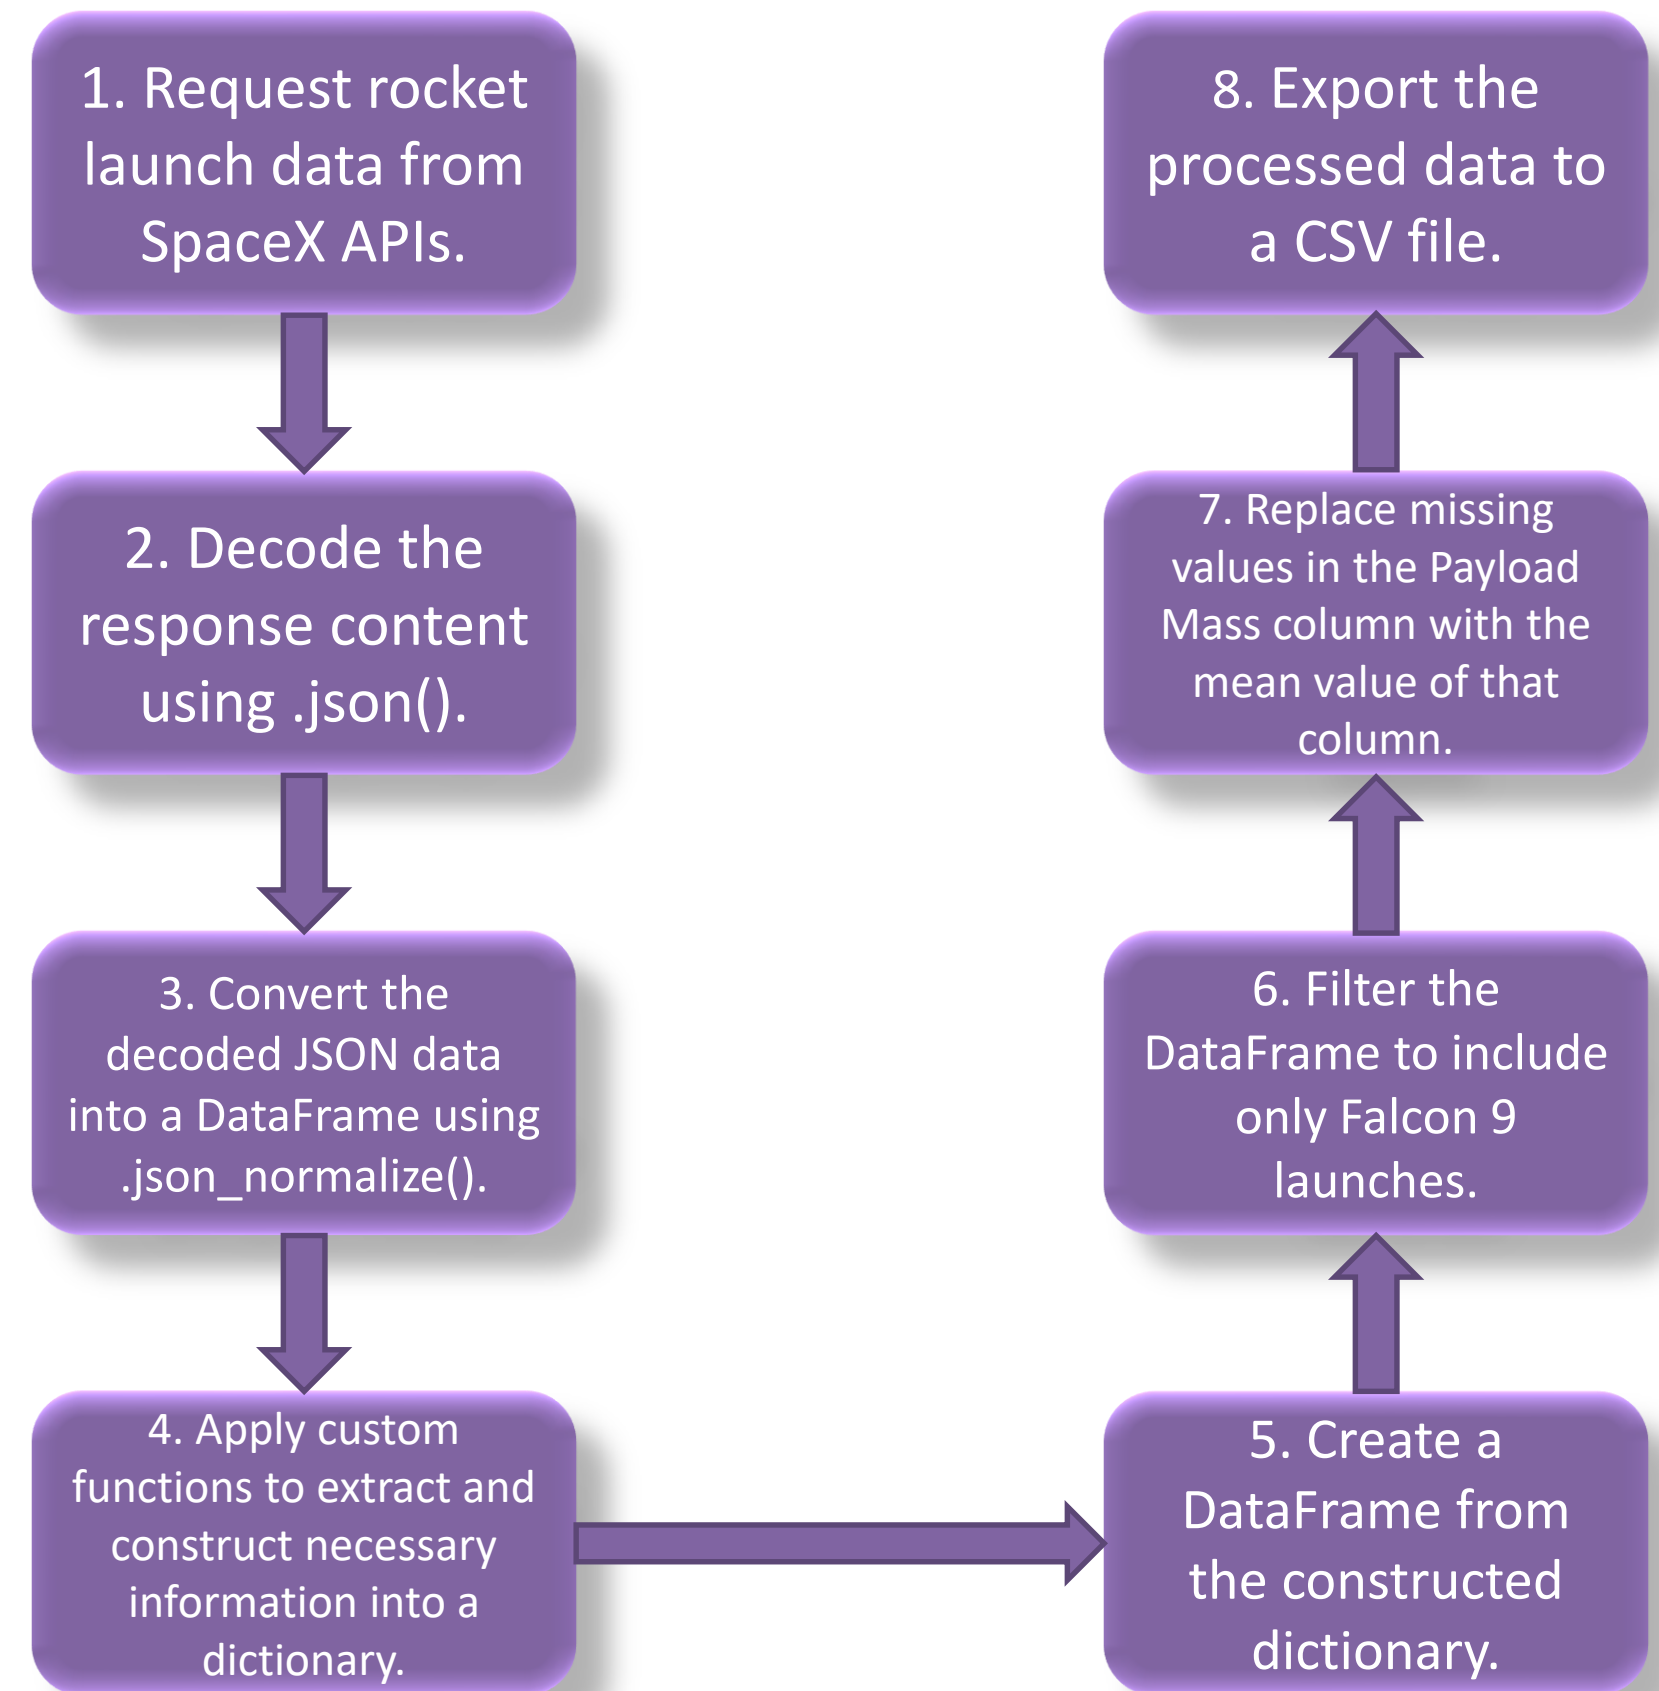 1. Request rocket
launch data from
SpaceX APIs.
2. Decode the
response content
using .json().
3. Convert the
decoded JSON data
into a DataFrame using
.json_normalize().
4. Apply custom
functions to extract and
construct necessary
information into a
dictionary.
5. Create a
DataFrame from
the constructed
dictionary.
6. Filter the
DataFrame to include
only Falcon 9
launches.
7. Replace missing
values in the Payload
Mass column with the
mean value of that
column.
8. Export the
processed data to
a CSV file.